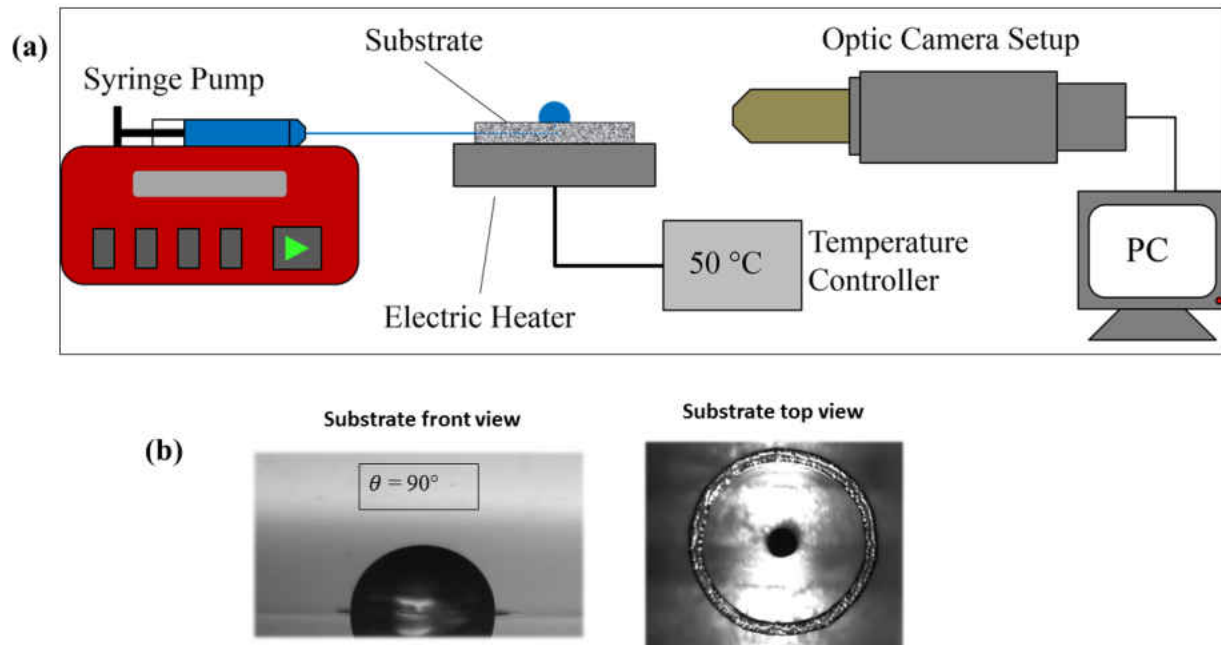 (a)
Substrate
Optic Camera Setup
Syringe Pump
50 °C
Temperature
Controller
PC
Electric Heater
Substrate front view
Substrate top view
(b)
θ = 90°